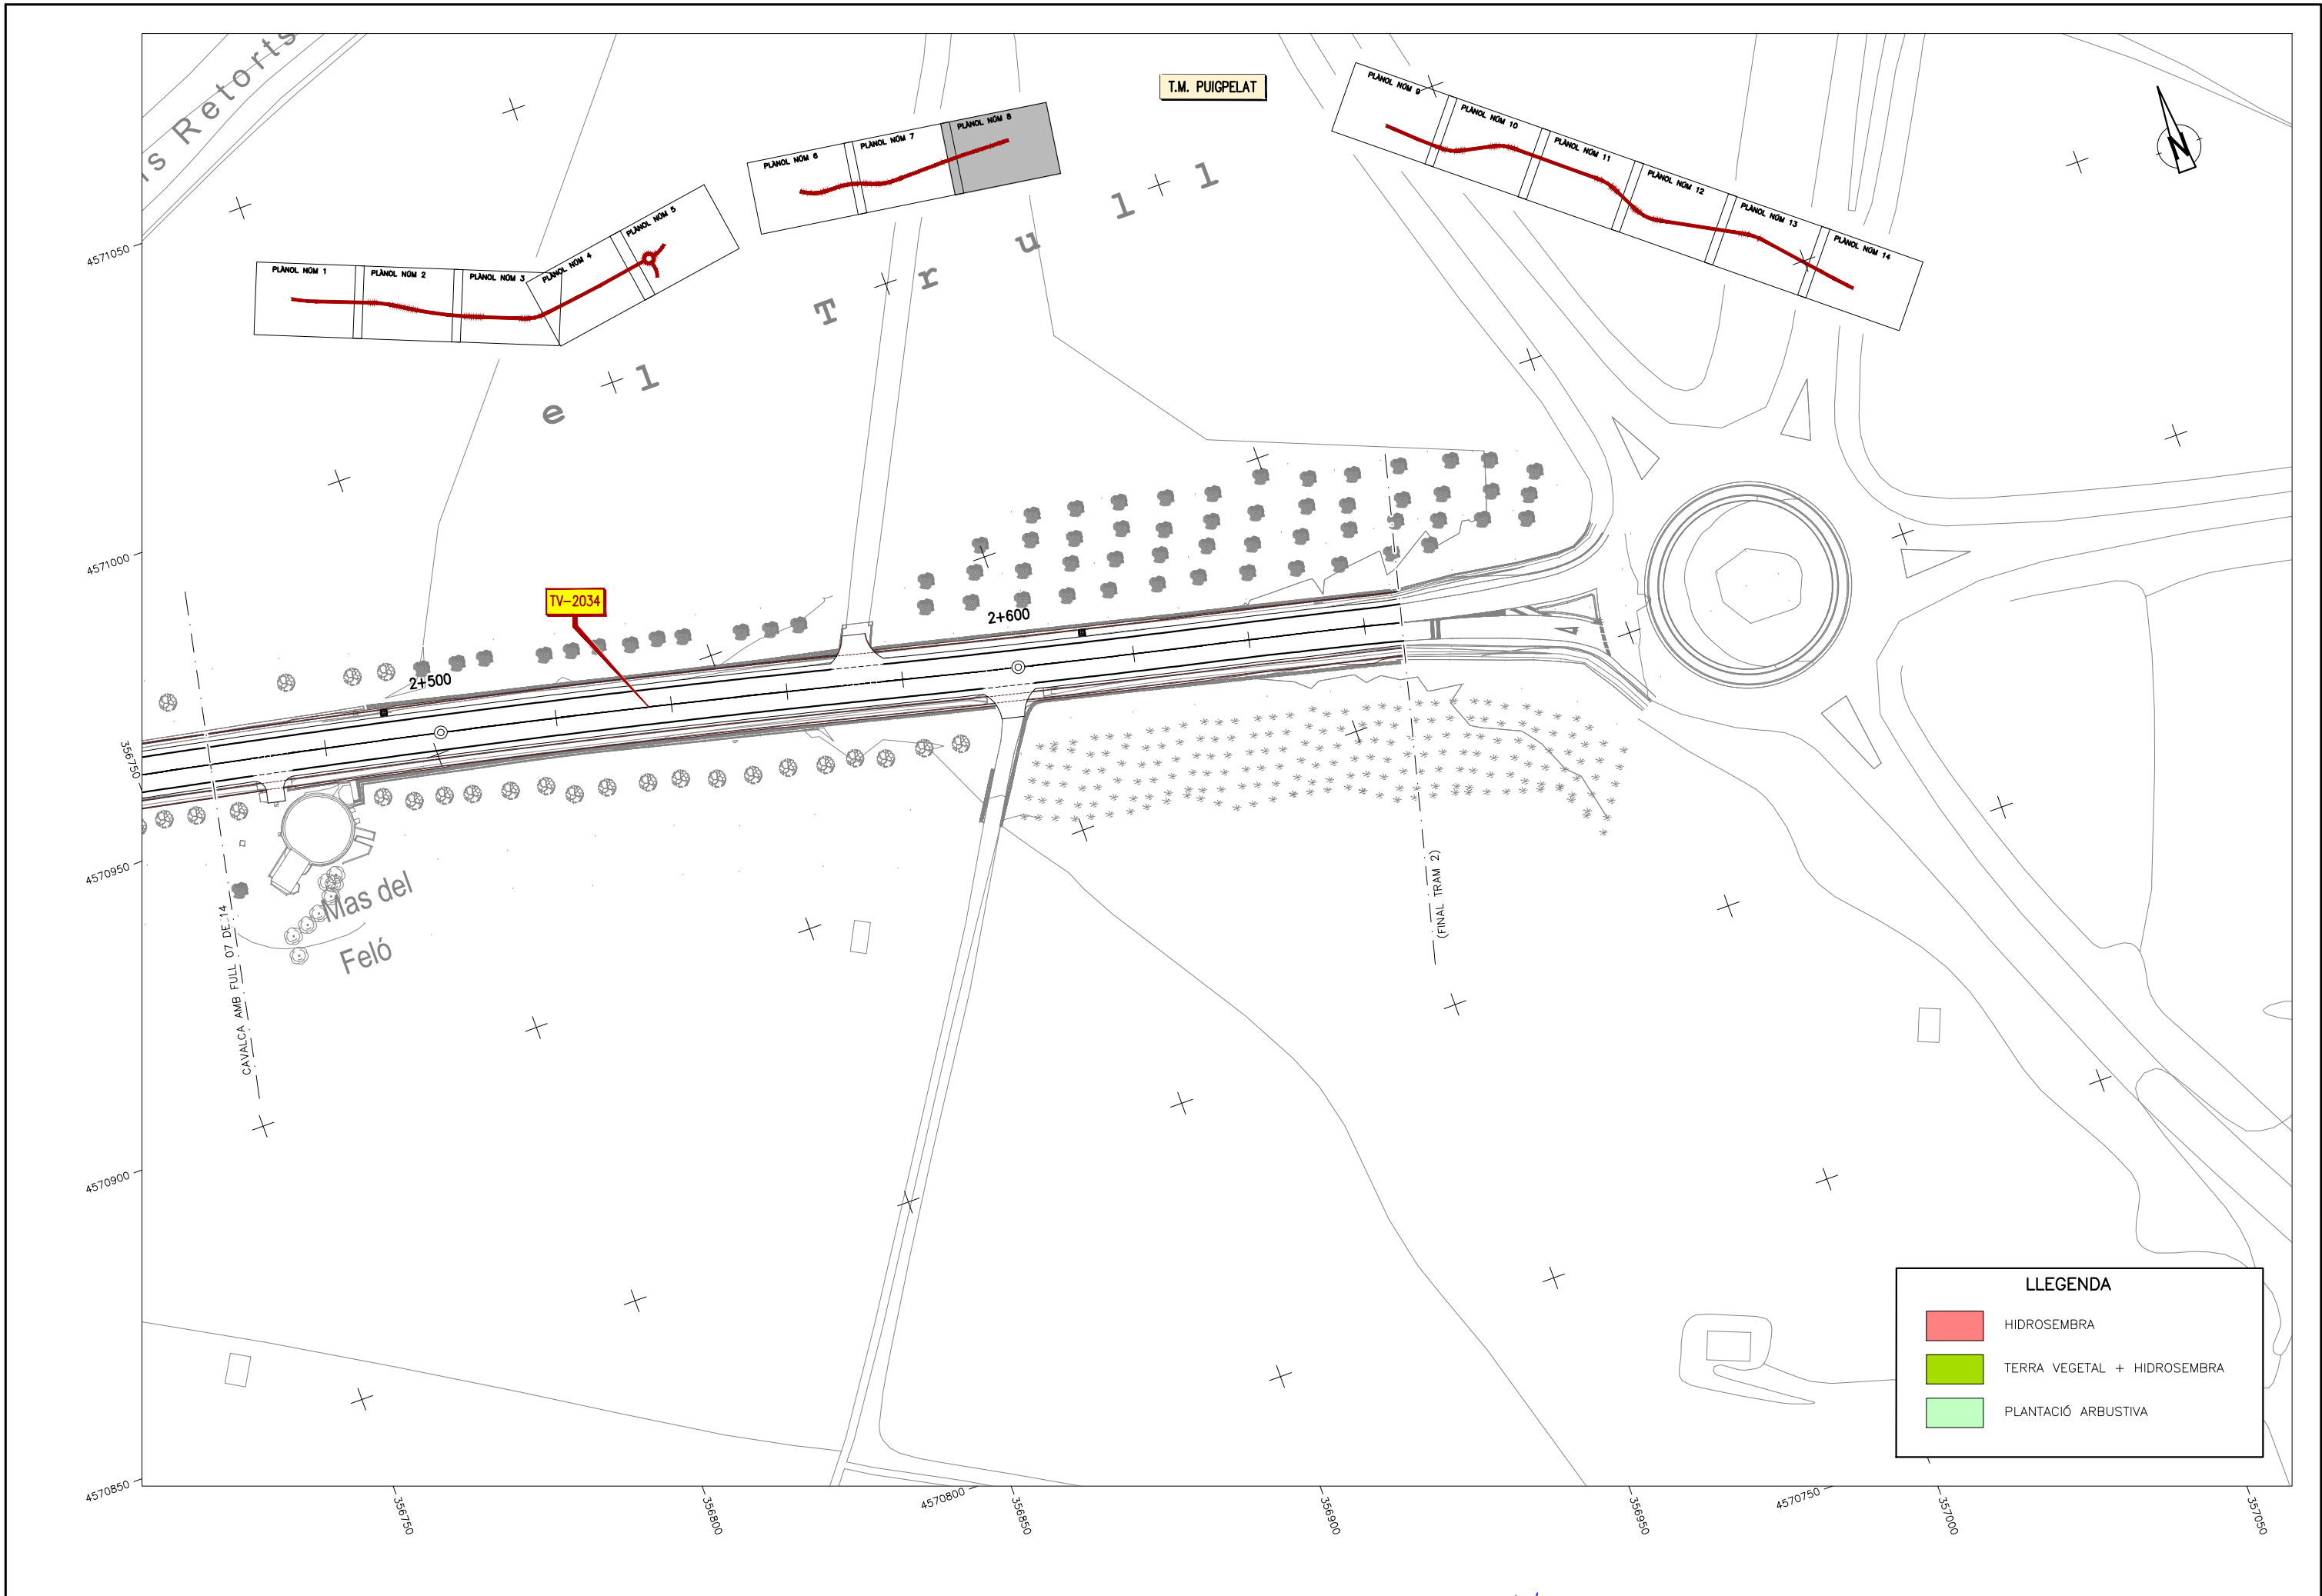 ls Retorts
T.M. PUIGPELAT
PLÀNOL NÚM 1
PLÀNOL NÚM 2
PLÀNOL NÚM 3
PLÀNOL NÚM 4
PLÀNOL NÚM 5
PLÀNOL NÚM 6
PLÀNOL NÚM 7
PLÀNOL NÚM 8
PLÀNOL NÚM 9
PLÀNOL NÚM 10
PLÀNOL NÚM 11
PLÀNOL NÚM 12
PLÀNOL NÚM 13
PLÀNOL NÚM 14
N
el Trull
TV-2034
2+500
2+600
Mas del
Feló
CAVALCA AMB FULL 07 DE 14
(FINAL TRAM 2)
4571050
4571000
356750
4570950
4570900
4570850
356750
356800
4570800
356850
356900
356950
4570750
357000
357050
LLEGENDA
HIDROSEMBRA
TERRA VEGETAL + HIDROSEMBRA
PLANTACIÓ ARBUSTIVA